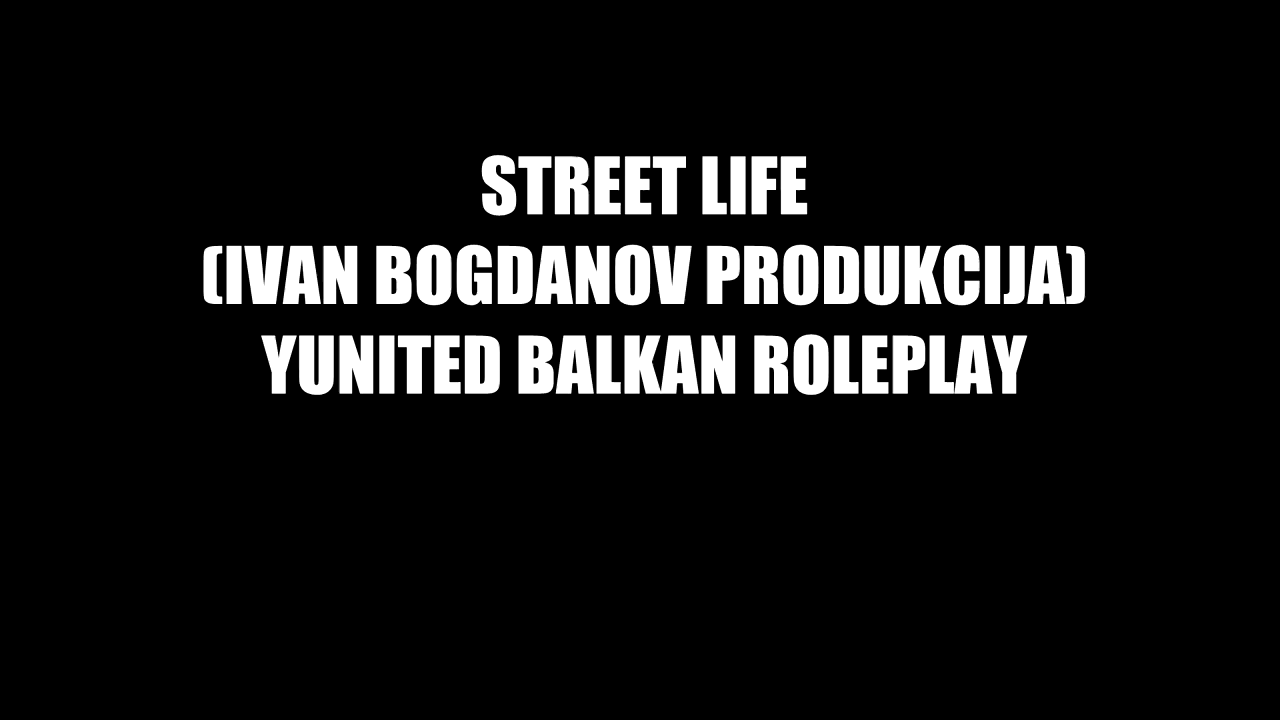 STREET LIFE
(IVAN BOGDANOV PRODUKCIJA)
YUNITED BALKAN ROLEPLAY